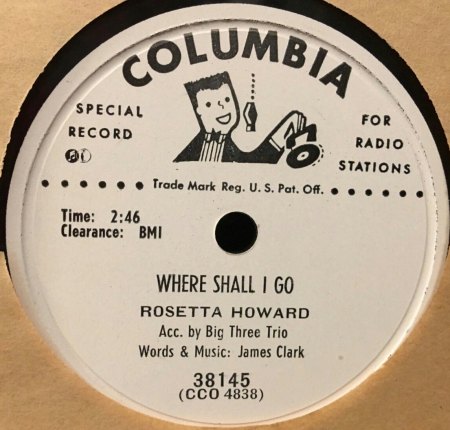 COLUMBIA
SPECIAL RECORD
FOR RADIO STATIONS
Trade Mark Reg. U. S. Pat. Off.
Time: 2:46
Clearance: BMI
WHERE SHALL I GO
ROSETTA HOWARD
Acc. by Big Three Trio
Words & Music: James Clark
38145
(CCO 4838)